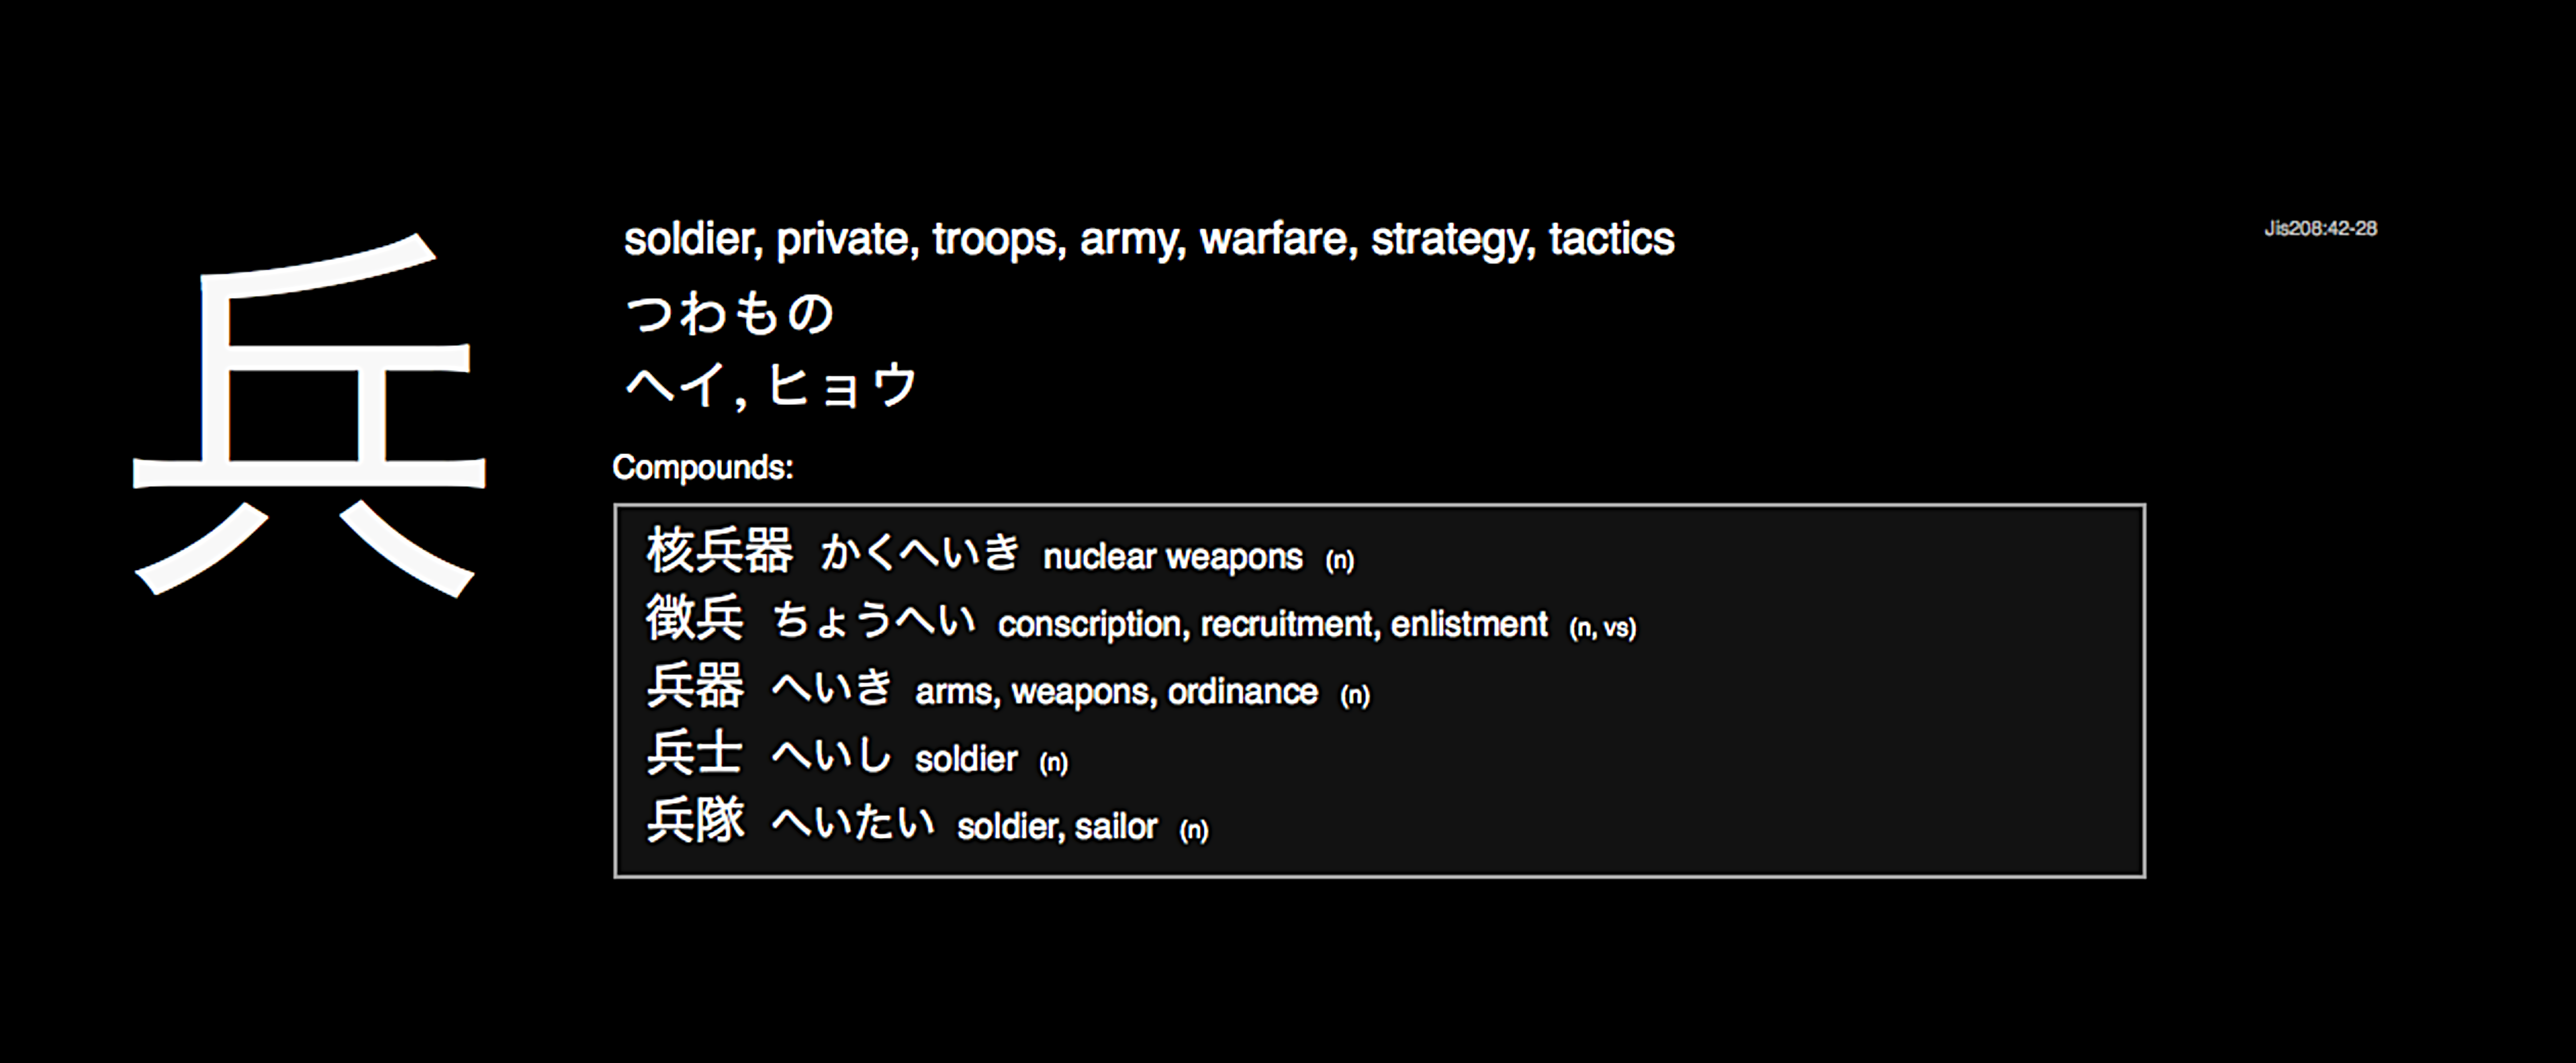 兵
soldier, private, troops, army, warfare, strategy, tactics
Jis208:42-28
つわもの
ヘイ, ヒョウ
Compounds:
核兵器 かくへいき nuclear weapons (n)
徴兵 ちょうへい conscription, recruitment, enlistment (n, vs)
兵器 へいき arms, weapons, ordinance (n)
兵士 へいし soldier (n)
兵隊 へいたい soldier, sailor (n)